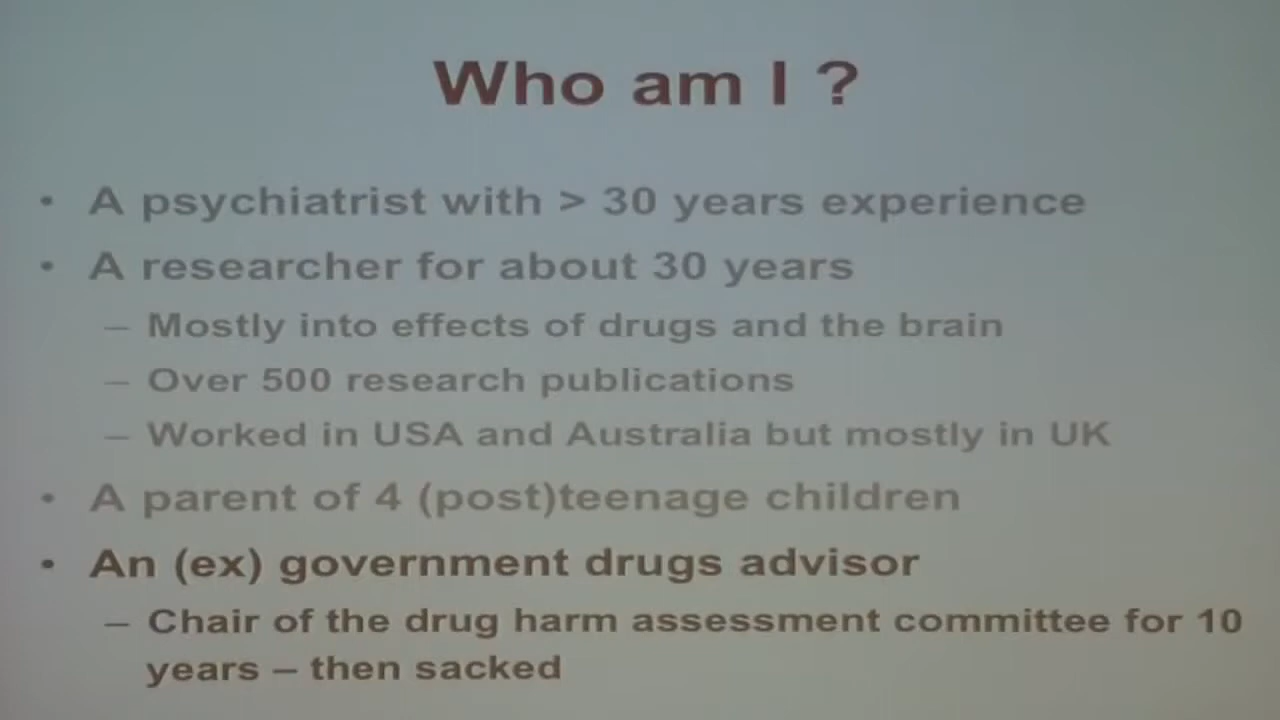 Who am I ?
• A psychiatrist with > 30 years experience
• A researcher for about 30 years
– Mostly into effects of drugs and the brain
– Over 500 research publications
– Worked in USA and Australia but mostly in UK
• A parent of 4 (post)teenage children
• An (ex) government drugs advisor
– Chair of the drug harm assessment committee for 10
years – then sacked